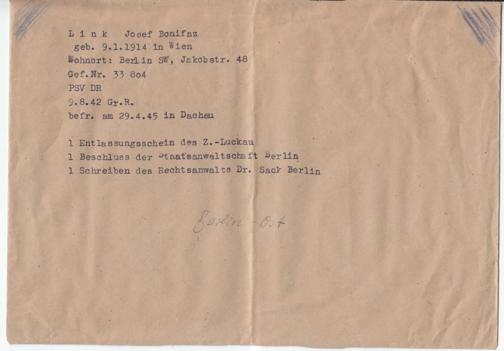 L i n k   Josef Bonifaz
geb. 9.1.1914 in Wien
Wohnort: Berlin SW, Jakobstr. 48
Gef.Nr. 33 804
PSV DR
9.8.42 Gr.R.
befr. am 29.4.45 in Dachau
1 Entlassungsschein des Z.-Luckau
1 Beschluss der Staatsanwaltschaft Berlin
1 Schreiben des Rechtsanwalts Dr. Sack Berlin
Berlin-Ost